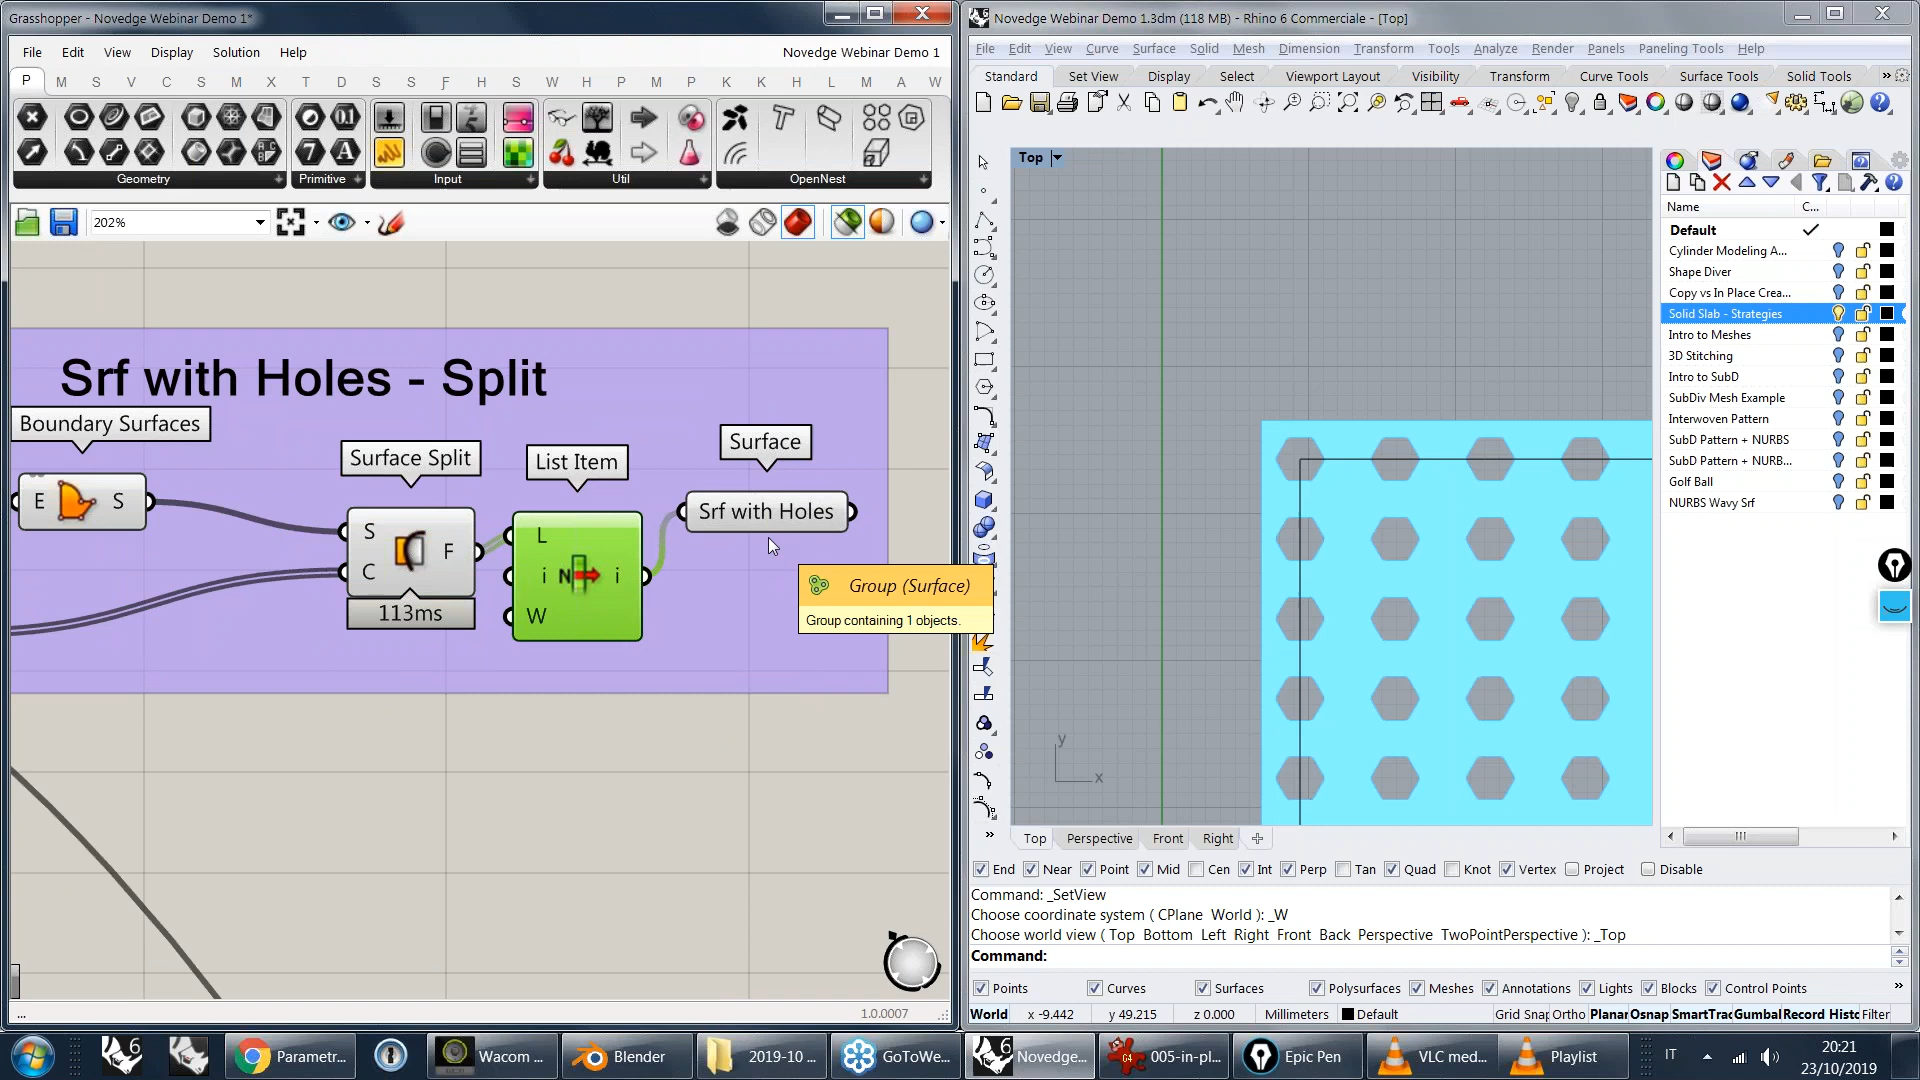 Grasshopper - Novedge Webinar Demo 1*
File Edit View Display Solution Help
Novedge Webinar Demo 1
P M S V C S M X T D S S F H S W H P M P K K H L M A W
Geometry
Primitive
Input
Util
OpenNest
202%
Srf with Holes - Split
Boundary Surfaces
Surface Split
List Item
Surface
E S
S
C
F
113ms
L
i
W
N
i
Srf with Holes
Group (Surface)
Group containing 1 objects.
...
1.0.0007
Novedge Webinar Demo 1.3dm (118 MB) - Rhino 6 Commerciale - [Top]
File Edit View Curve Surface Solid Mesh Dimension Transform Tools Analyze Render Panels Paneling Tools Help
Standard Set View Display Select Viewport Layout Visibility Transform Curve Tools Surface Tools Solid Tools »
Top
y
x
Name C...
Default
Cylinder Modeling A...
Shape Diver
Copy vs In Place Crea...
Solid Slab - Strategies
Intro to Meshes
3D Stitching
Intro to SubD
SubDiv Mesh Example
Interwoven Pattern
SubD Pattern + NURBS
SubD Pattern + NURB...
Golf Ball
NURBS Wavy Srf
Top Perspective Front Right
End Near Point Mid Cen Int Perp Tan Quad Knot Vertex Project Disable
Command: _SetView
Choose coordinate system ( CPlane World ): _W
Choose world view ( Top Bottom Left Right Front Back Perspective TwoPointPerspective ): _Top
Command:
Points Curves Surfaces Polysurfaces Meshes Annotations Lights Blocks Control Points »
World x -9.442 y 49.215 z 0.000 Millimeters Default Grid Snap Ortho Planar Osnap SmartTrac Gumbal Record Histo Filter
Parametr... Wacom ... Blender 2019-10 ... GoToWe... Novedge... 005-in-pl... Epic Pen VLC med... Playlist IT
20:21
23/10/2019